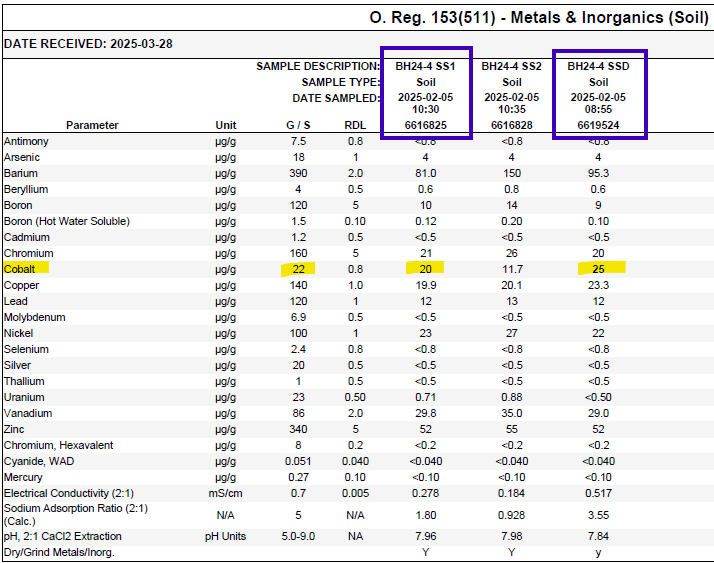 O. Reg. 153(511) - Metals & Inorganics (Soil)
DATE RECEIVED: 2025-03-28
SAMPLE DESCRIPTION: BH24-4 SS1 BH24-4 SS2 BH24-4 SSD
SAMPLE TYPE: Soil Soil Soil
DATE SAMPLED: 2025-02-05 10:30 2025-02-05 10:35 2025-02-05 08:55
Parameter Unit G / S RDL 6616825 6616828 6619524
Antimony µg/g 7.5 0.8 <0.8 <0.8 <0.8
Arsenic µg/g 18 1 4 4 4
Barium µg/g 390 2.0 81.0 150 95.3
Beryllium µg/g 4 0.5 0.6 0.8 0.6
Boron µg/g 120 5 10 14 9
Boron (Hot Water Soluble) µg/g 1.5 0.10 0.12 0.20 0.10
Cadmium µg/g 1.2 0.5 <0.5 <0.5 <0.5
Chromium µg/g 160 5 21 26 20
Cobalt µg/g 22 0.8 20 11.7 25
Copper µg/g 140 1.0 19.9 20.1 23.3
Lead µg/g 120 1 12 13 12
Molybdenum µg/g 6.9 0.5 <0.5 <0.5 <0.5
Nickel µg/g 100 1 23 27 22
Selenium µg/g 2.4 0.8 <0.8 <0.8 <0.8
Silver µg/g 20 0.5 <0.5 <0.5 <0.5
Thallium µg/g 1 0.5 <0.5 <0.5 <0.5
Uranium µg/g 23 0.50 0.71 0.88 <0.50
Vanadium µg/g 86 2.0 29.8 35.0 29.0
Zinc µg/g 340 5 52 55 52
Chromium, Hexavalent µg/g 8 0.2 <0.2 <0.2 <0.2
Cyanide, WAD µg/g 0.051 0.040 <0.040 <0.040 <0.040
Mercury µg/g 0.27 0.10 <0.10 <0.10 <0.10
Electrical Conductivity (2:1) mS/cm 0.7 0.005 0.278 0.184 0.517
Sodium Adsorption Ratio (2:1) (Calc.) N/A 5 N/A 1.80 0.928 3.55
pH, 2:1 CaCl2 Extraction pH Units 5.0-9.0 NA 7.96 7.98 7.84
Dry/Grind Metals/Inorg. Y Y y